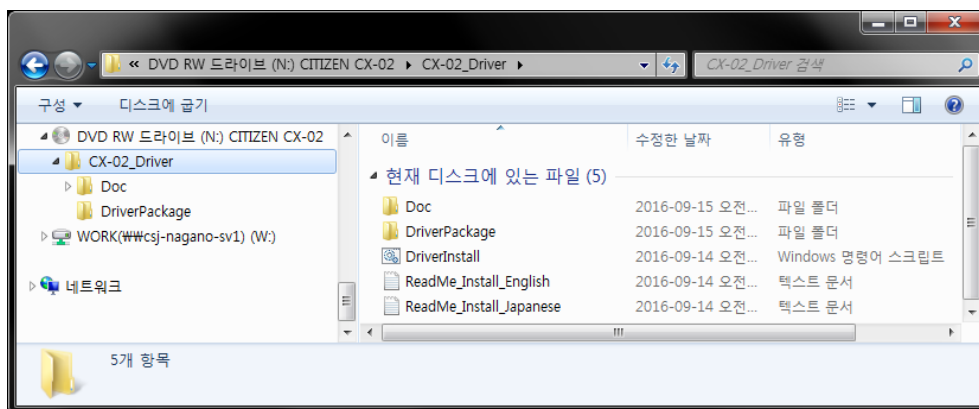 « DVD RW 드라이브 (N:) CITIZEN CX-02 ▸ CX-02_Driver ▸
CX-02_Driver 검색
구성 ▼ 디스크에 굽기
DVD RW 드라이브 (N:) CITIZEN CX-02
CX-02_Driver
Doc
DriverPackage
WORK(₩₩csj-nagano-sv1) (W:)
네트워크
이름 수정한 날짜 유형
현재 디스크에 있는 파일 (5)
Doc 2016-09-15 오전... 파일 폴더
DriverPackage 2016-09-15 오전... 파일 폴더
DriverInstall 2016-09-14 오전... Windows 명령어 스크립트
ReadMe_Install_English 2016-09-14 오전... 텍스트 문서
ReadMe_Install_Japanese 2016-09-14 오전... 텍스트 문서
5개 항목